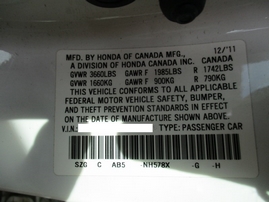 MFD. BY HONDA OF CANADA MFG., 12/'11
A DIVISION OF HONDA CANADA INC. CANADA
GVWR 3660LBS GAWR F 1985LBS R 1742LBS
GVWR 1660KG GAWR F 900KG R 790KG
THIS VEHICLE CONFORMS TO ALL APPLICABLE
FEDERAL MOTOR VEHICLE SAFETY, BUMPER,
AND THEFT PREVENTION STANDARDS IN EFFECT
ON THE DATE OF MANUFACTURE SHOWN ABOVE.
V.I.N.: TYPE: PASSENGER CAR
SZG C AB5 -NH578X -G -H